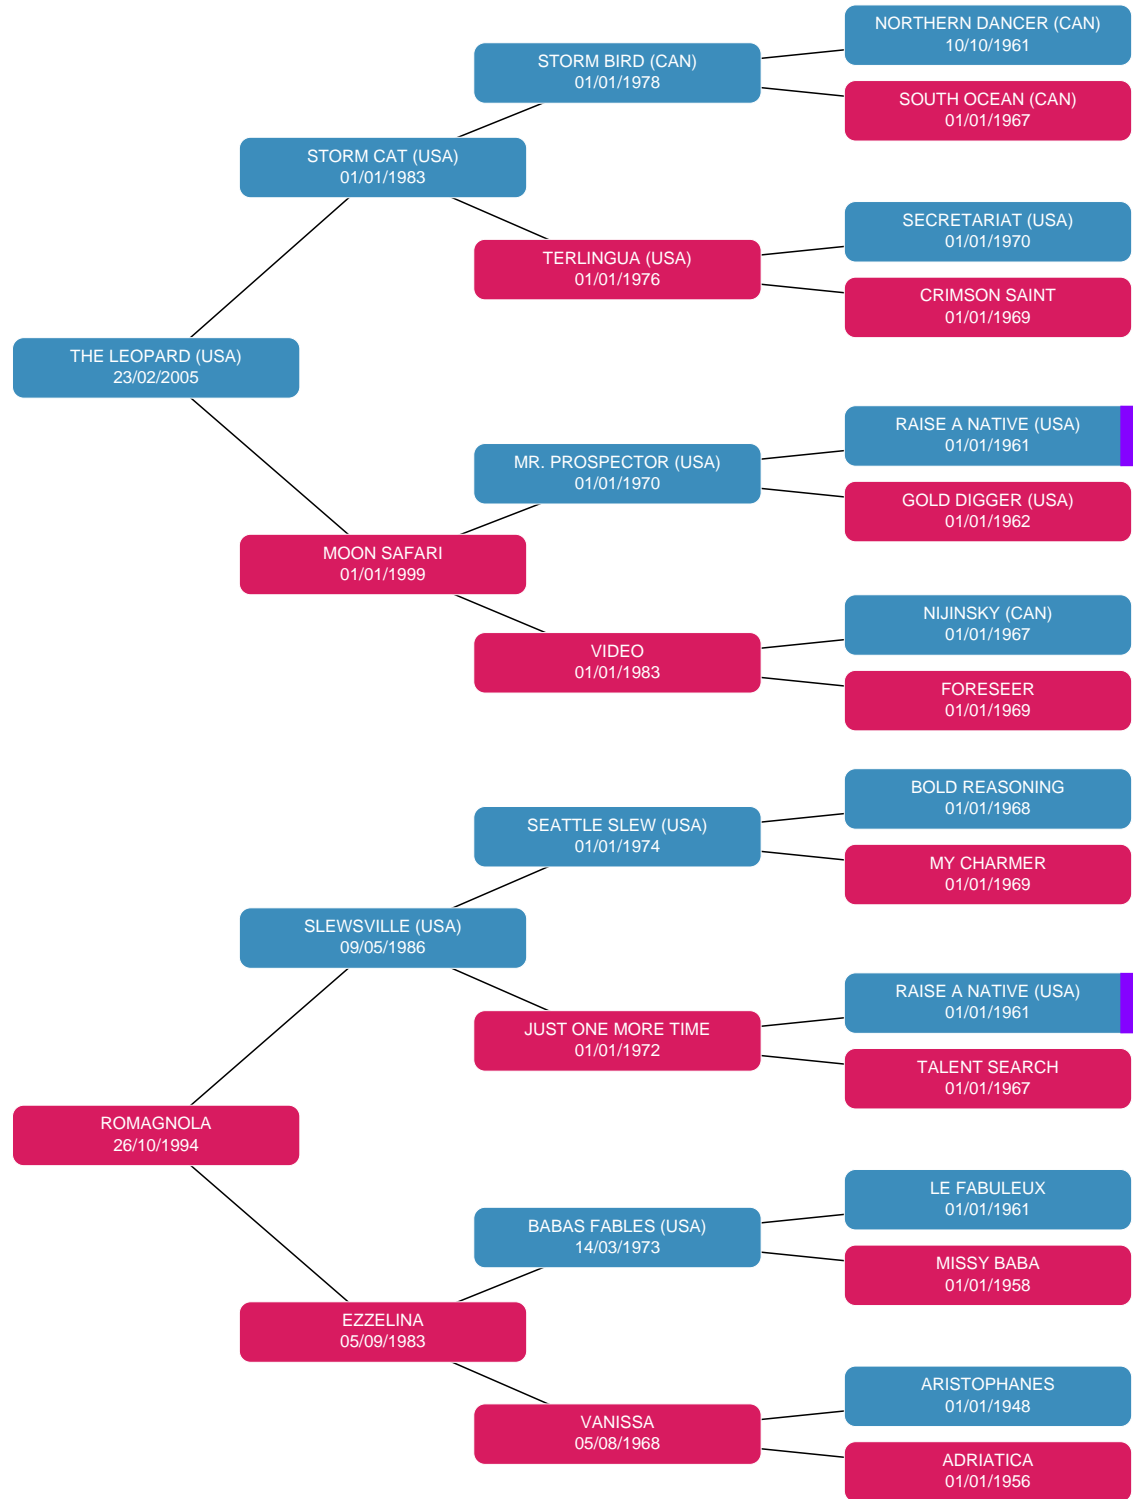 NORTHERN DANCER (CAN)
10/10/1961
STORM BIRD (CAN)
01/01/1978
SOUTH OCEAN (CAN)
01/01/1967
STORM CAT (USA)
01/01/1983
SECRETARIAT (USA)
01/01/1970
TERLINGUA (USA)
01/01/1976
CRIMSON SAINT
01/01/1969
THE LEOPARD (USA)
23/02/2005
RAISE A NATIVE (USA)
01/01/1961
MR. PROSPECTOR (USA)
01/01/1970
GOLD DIGGER (USA)
01/01/1962
MOON SAFARI
01/01/1999
NIJINSKY (CAN)
01/01/1967
VIDEO
01/01/1983
FORESEER
01/01/1969
BOLD REASONING
01/01/1968
SEATTLE SLEW (USA)
01/01/1974
MY CHARMER
01/01/1969
SLEWSVILLE (USA)
09/05/1986
RAISE A NATIVE (USA)
01/01/1961
JUST ONE MORE TIME
01/01/1972
TALENT SEARCH
01/01/1967
ROMAGNOLA
26/10/1994
LE FABULEUX
01/01/1961
BABAS FABLES (USA)
14/03/1973
MISSY BABA
01/01/1958
EZZELINA
05/09/1983
ARISTOPHANES
01/01/1948
VANISSA
05/08/1968
ADRIATICA
01/01/1956